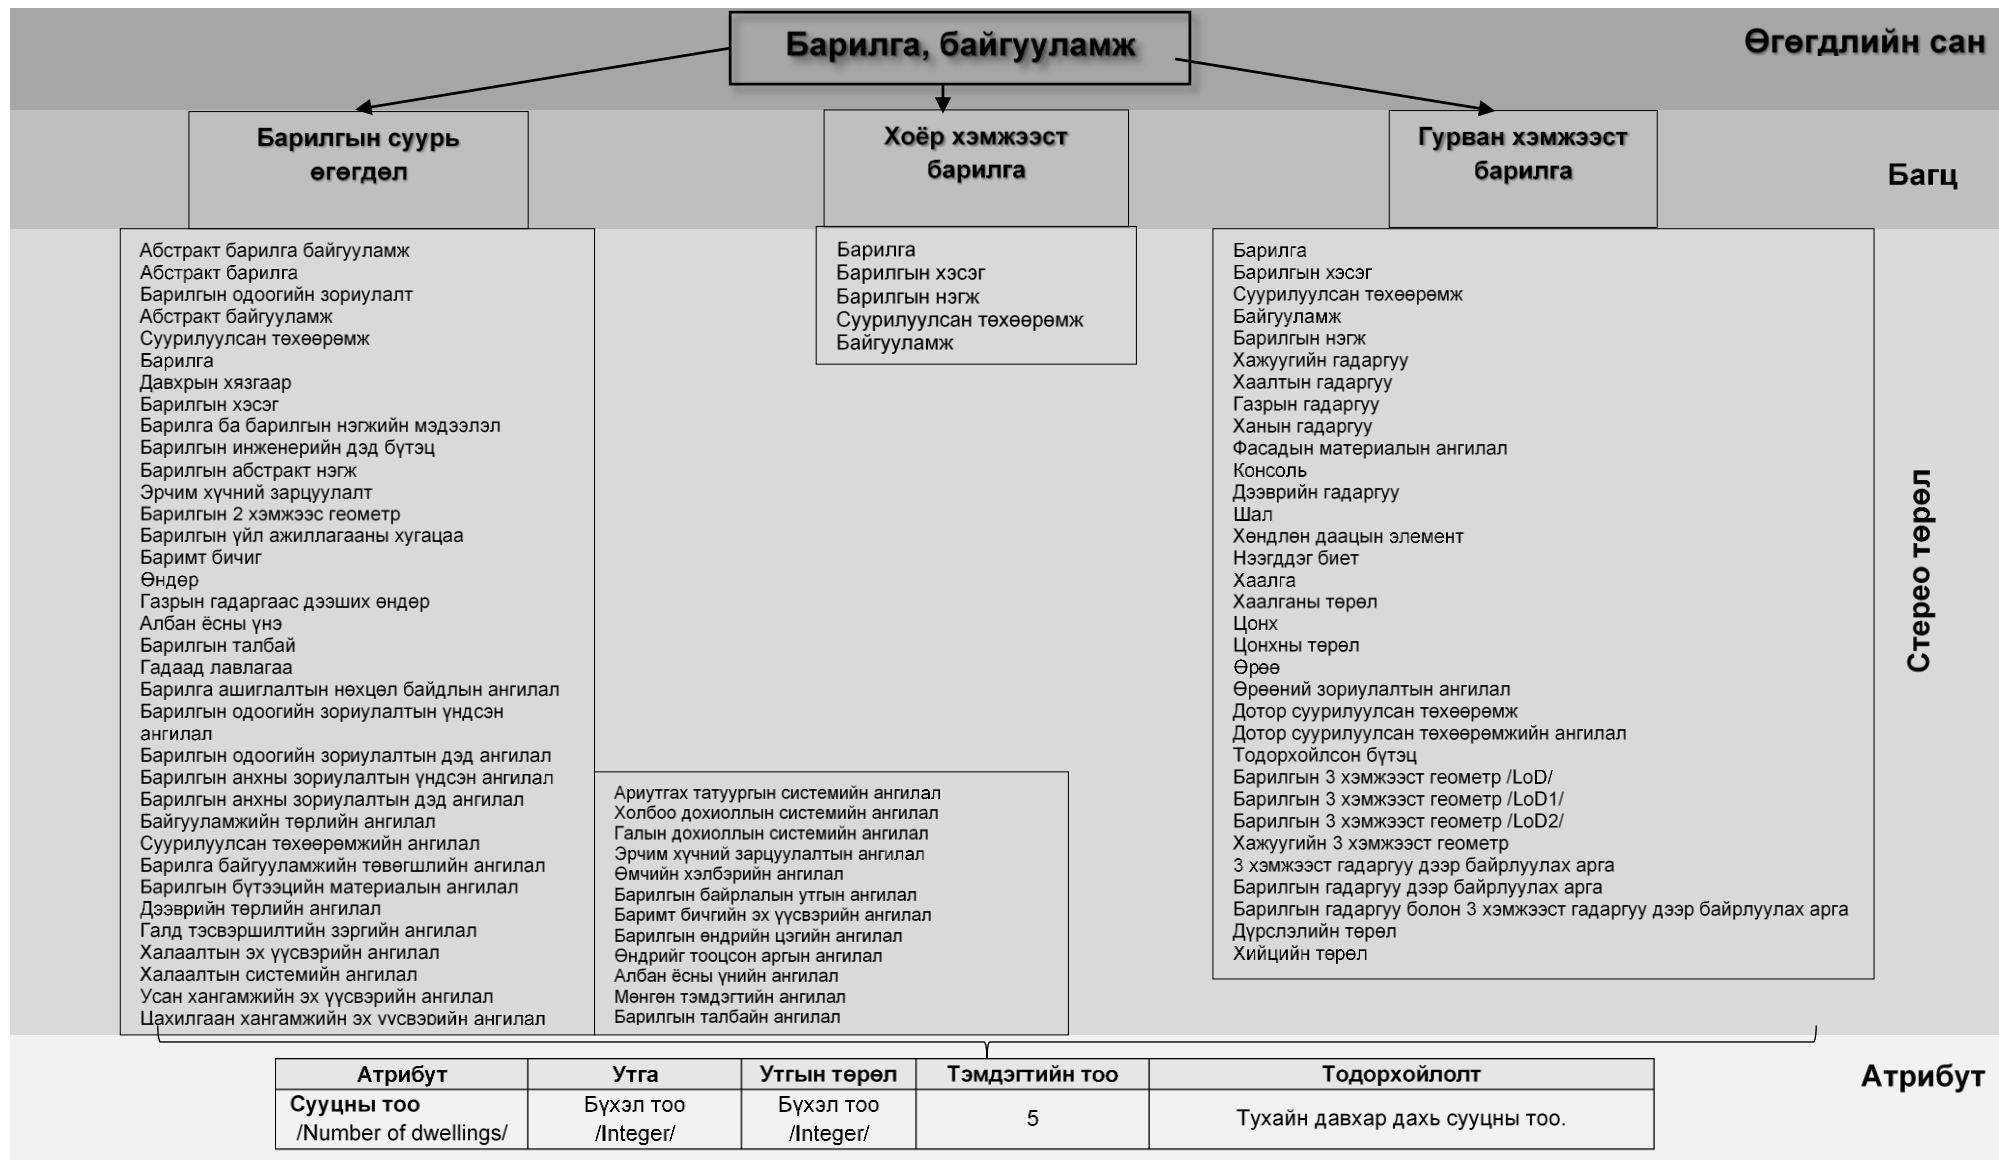 Барилга, байгууламж
Өгөгдлийн сан
Барилгын суурь
өгөгдөл
Хоёр хэмжээст
барилга
Гурван хэмжээст
барилга
Багц
Абстракт барилга байгууламж
Абстракт барилга
Барилгын одоогийн зориулалт
Абстракт байгууламж
Суурилуулсан төхөөрөмж
Барилга
Давхрын хязгаар
Барилгын хэсэг
Барилга ба барилгын нэгжийн мэдээлэл
Барилгын инженерийн дэд бүтэц
Барилгын абстракт нэгж
Эрчим хүчний зарцуулалт
Барилгын 2 хэмжээс геометр
Барилгын үйл ажиллагааны хугацаа
Баримт бичиг
Өндөр
Газрын гадаргаас дээших өндөр
Албан ёсны үнэ
Барилгын талбай
Гадаад лавлагаа
Барилга ашиглалтын нөхцөл байдлын ангилал
Барилгын одоогийн зориулалтын үндсэн
ангилал
Барилгын одоогийн зориулалтын дэд ангилал
Барилгын анхны зориулалтын үндсэн ангилал
Барилгын анхны зориулалтын дэд ангилал
Байгууламжийн төрлийн ангилал
Суурилуулсан төхөөрөмжийн ангилал
Барилга байгууламжийн төвөгшлийн ангилал
Барилгын бүтээцийн материалын ангилал
Дээврийн төрлийн ангилал
Галд тэсвэршилтийн зэргийн ангилал
Халаалтын эх үүсвэрийн ангилал
Халаалтын системийн ангилал
Усан хангамжийн эх үүсвэрийн ангилал
Цахилгаан хангамжийн эх үүсвэрийн ангилал
Ариутгах татуургын системийн ангилал
Холбоо дохиоллын системийн ангилал
Галын дохиоллын системийн ангилал
Эрчим хүчний зарцуулалтын ангилал
Өмчийн хэлбэрийн ангилал
Барилгын байрлалын утгын ангилал
Баримт бичгийн эх үүсвэрийн ангилал
Барилгын өндрийн цэгийн ангилал
Өндрийг тооцсон аргын ангилал
Албан ёсны үнийн ангилал
Мөнгөн тэмдэгтийн ангилал
Барилгын талбайн ангилал
Барилга
Барилгын хэсэг
Барилгын нэгж
Суурилуулсан төхөөрөмж
Байгууламж
Барилга
Барилгын хэсэг
Суурилуулсан төхөөрөмж
Байгууламж
Барилгын нэгж
Хажуугийн гадаргуу
Хаалтын гадаргуу
Газрын гадаргуу
Ханын гадаргуу
Фасадын материалын ангилал
Консоль
Дээврийн гадаргуу
Шал
Хөндлөн даацын элемент
Нээгддэг биет
Хаалга
Хаалганы төрөл
Цонх
Цонхны төрөл
Өрөө
Өрөөний зориулалтын ангилал
Дотор суурилуулсан төхөөрөмж
Дотор суурилуулсан төхөөрөмжийн ангилал
Тодорхойлсон бүтэц
Барилгын 3 хэмжээст геометр /LoD/
Барилгын 3 хэмжээст геометр /LoD1/
Барилгын 3 хэмжээст геометр /LoD2/
Хажуугийн 3 хэмжээст геометр
3 хэмжээст гадаргуу дээр байрлуулах арга
Барилгын гадаргуу дээр байрлуулах арга
Барилгын гадаргуу болон 3 хэмжээст гадаргуу дээр байрлуулах арга
Дүрслэлийн төрөл
Хийцийн төрөл
Стерео төрөл
Атрибут
Атрибут Утга Утгын төрөл Тэмдэгтийн тоо Тодорхойлолт
Сууцны тоо Бүхэл тоо Бүхэл тоо 5 Тухайн давхар дахь сууцны тоо.
/Number of dwellings/ /Integer/ /Integer/